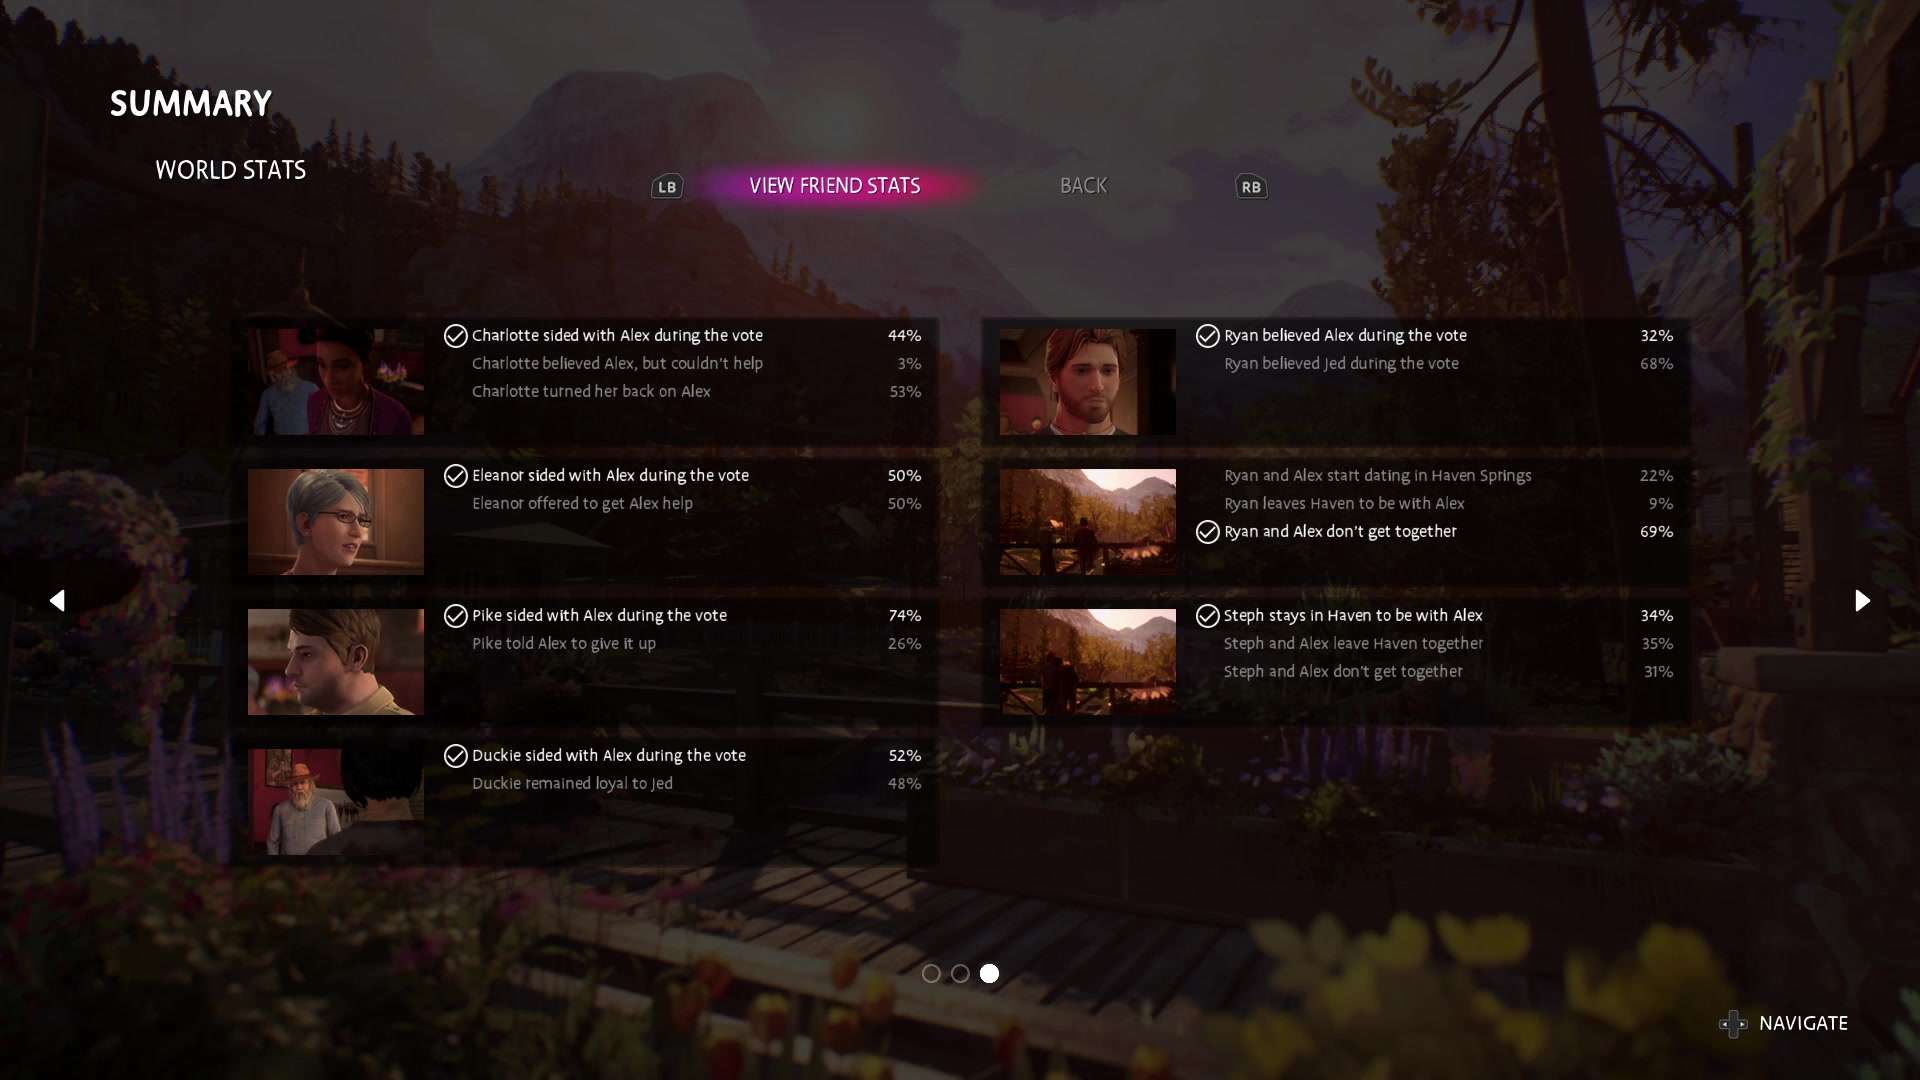 SUMMARY
WORLD STATS
LB VIEW FRIEND STATS BACK RB
Charlotte sided with Alex during the vote 44%
Charlotte believed Alex, but couldn't help 3%
Charlotte turned her back on Alex 53%
Eleanor sided with Alex during the vote 50%
Eleanor offered to get Alex help 50%
Pike sided with Alex during the vote 74%
Pike told Alex to give it up 26%
Duckie sided with Alex during the vote 52%
Duckie remained loyal to Jed 48%
Ryan believed Alex during the vote 32%
Ryan believed Jed during the vote 68%
Ryan and Alex start dating in Haven Springs 22%
Ryan leaves Haven to be with Alex 9%
Ryan and Alex don't get together 69%
Steph stays in Haven to be with Alex 34%
Steph and Alex leave Haven together 35%
Steph and Alex don't get together 31%
NAVIGATE